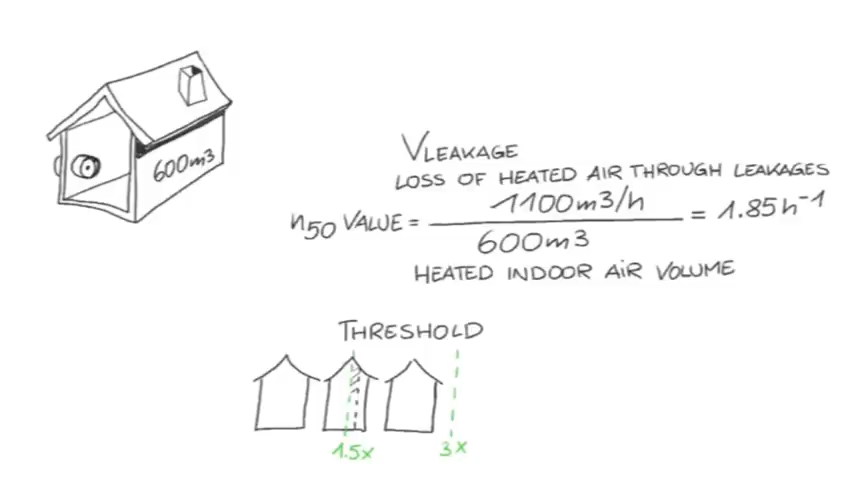 600m3
VLEAKAGE
LOSS OF HEATED AIR THROUGH LEAKAGES
n50 VALUE = 1100m3/h = 1.85h-1
600m3
HEATED INDOOR AIR VOLUME
THRESHOLD
1.5x 3x